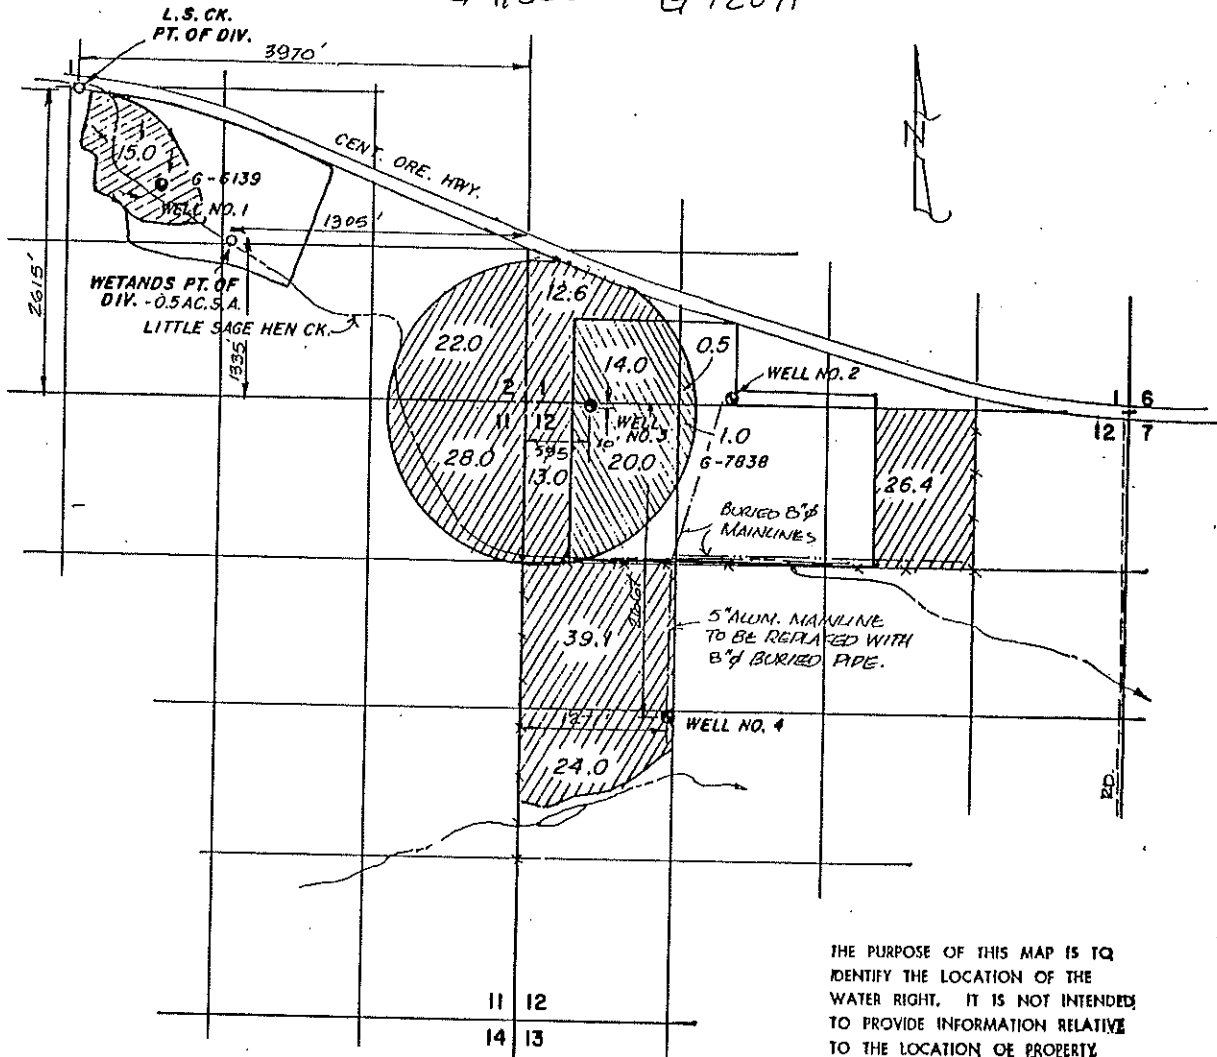 L.S. CK.
PT. OF DIV.
3970'
CENT. ORE. HWY.
N
15.0
G-6139
WELL NO. 1
1305'
2615'
WETANDS PT. OF
DIV. - 0.5 AC. S.A.
LITTLE SAGE HEN CK.
1335'
12.6
22.0
14.0
0.5
WELL NO. 2
2 1
11 12
1 6
12 7
WELL
NO. 3
10'
595
28.0
13.0
20.0
1.0
G-7838
26.4
BURIED 8"ø
MAINLINES
39.1
5" ALUM. MAINLINE
TO BE REPLACED WITH
8"ø BURIED PIPE.
WELL NO. 4
24.0
RD.
11 12
14 13
THE PURPOSE OF THIS MAP IS TO
IDENTIFY THE LOCATION OF THE
WATER RIGHT. IT IS NOT INTENDED
TO PROVIDE INFORMATION RELATIVE
TO THE LOCATION OF PROPERTY